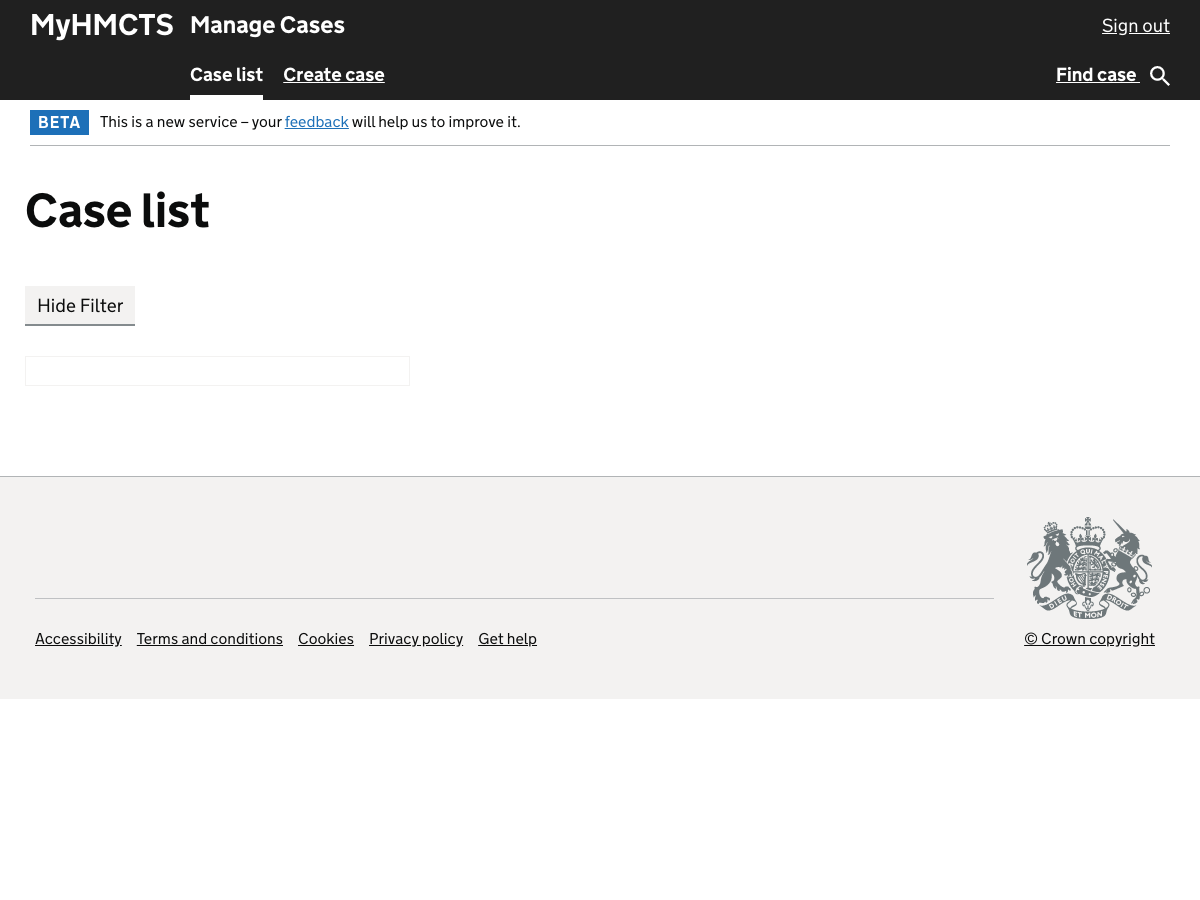 MyHMCTS Manage Cases Sign out
Case list Create case Find case
BETA This is a new service – your feedback will help us to improve it.
Case list
Hide Filter
Accessibility Terms and conditions Cookies Privacy policy Get help © Crown copyright
DIEU ET MON DROIT